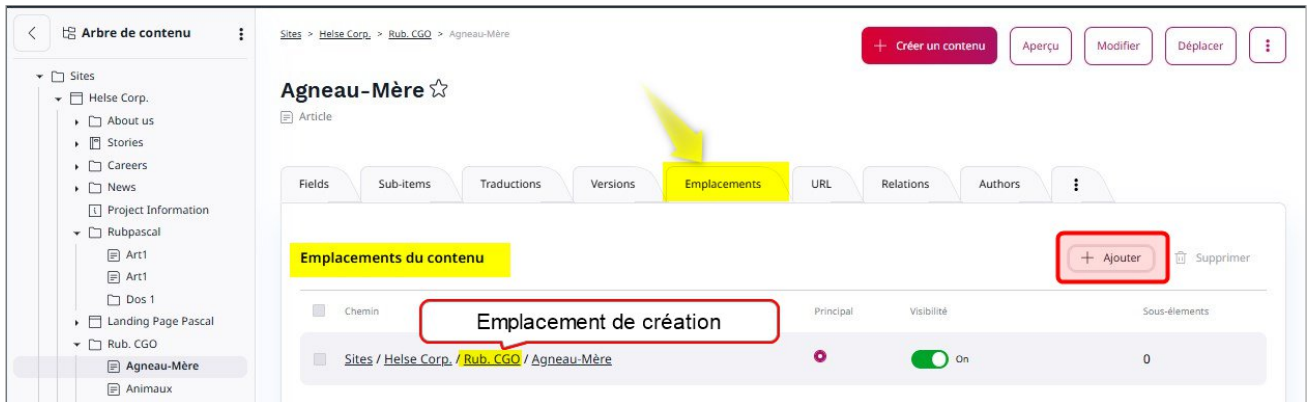 Arbre de contenu
Sites
Helse Corp.
About us
Stories
Careers
News
Project Information
Rubpascal
Art1
Art1
Dos 1
Landing Page Pascal
Rub. CGO
Agneau-Mère
Animaux
Sites > Helse Corp. > Rub. CGO > Agneau-Mère
+ Créer un contenu Aperçu Modifier Déplacer
Agneau-Mère
Article
Fields Sub-items Traductions Versions Emplacements URL Relations Authors
Emplacements du contenu
+ Ajouter Supprimer
Chemin Principal Visibilité Sous-élements
Emplacement de création
Sites / Helse Corp. / Rub. CGO / Agneau-Mère On 0